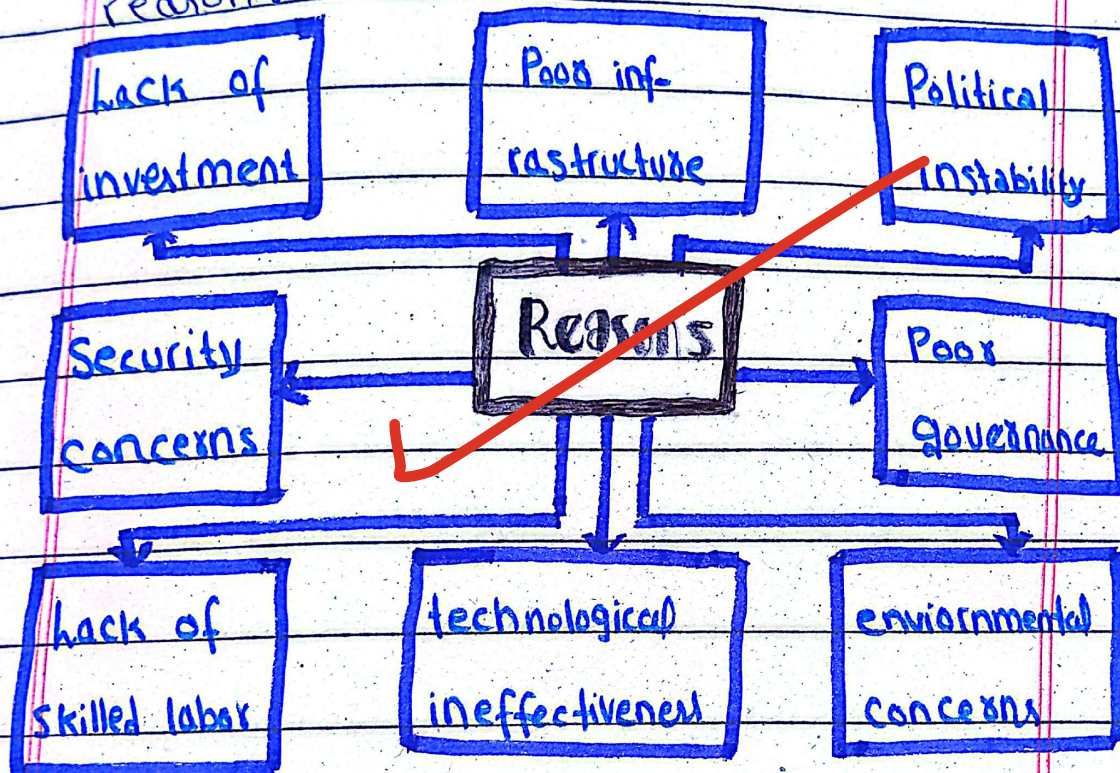 Lack of
investment
Poor inf-
rastructure
Political
instability
Reasons
Security
concerns
Poor
governance
Lack of
skilled labor
technological
ineffectiveness
enviornmental
concerns